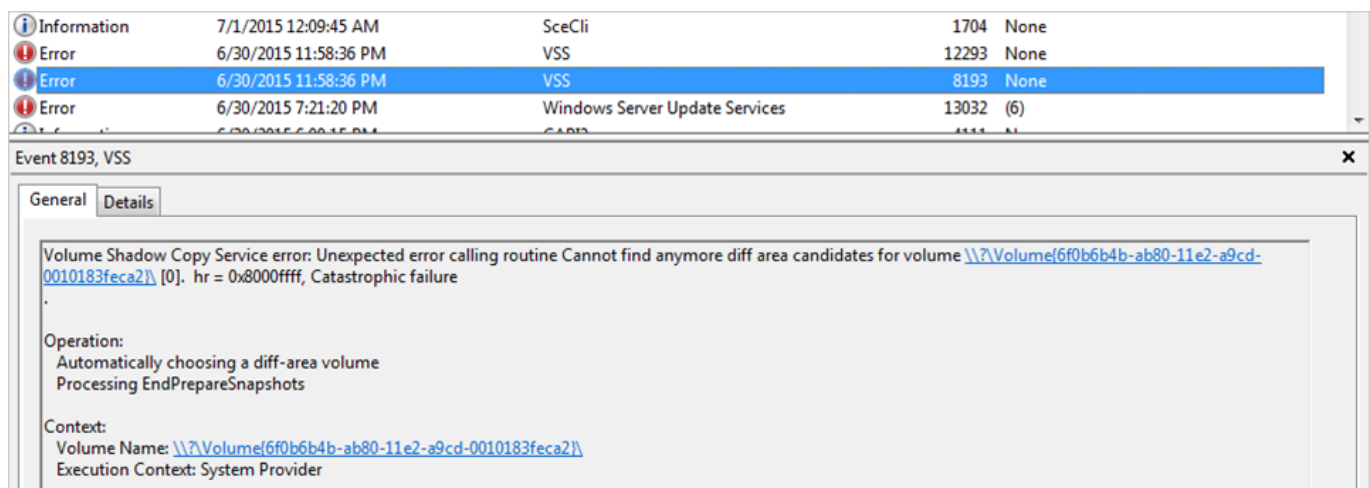 Information 7/1/2015 12:09:45 AM SceCli 1704 None
Error 6/30/2015 11:58:36 PM VSS 12293 None
Error 6/30/2015 11:58:36 PM VSS 8193 None
Error 6/30/2015 7:21:20 PM Windows Server Update Services 13032 (6)
Event 8193, VSS
General Details
Volume Shadow Copy Service error: Unexpected error calling routine Cannot find anymore diff area candidates for volume \\?\Volume{6f0b6b4b-ab80-11e2-a9cd-
0010183feca2}\ [0].  hr = 0x8000ffff, Catastrophic failure
.
Operation:
Automatically choosing a diff-area volume
Processing EndPrepareSnapshots
Context:
Volume Name: \\?\Volume{6f0b6b4b-ab80-11e2-a9cd-0010183feca2}\
Execution Context: System Provider